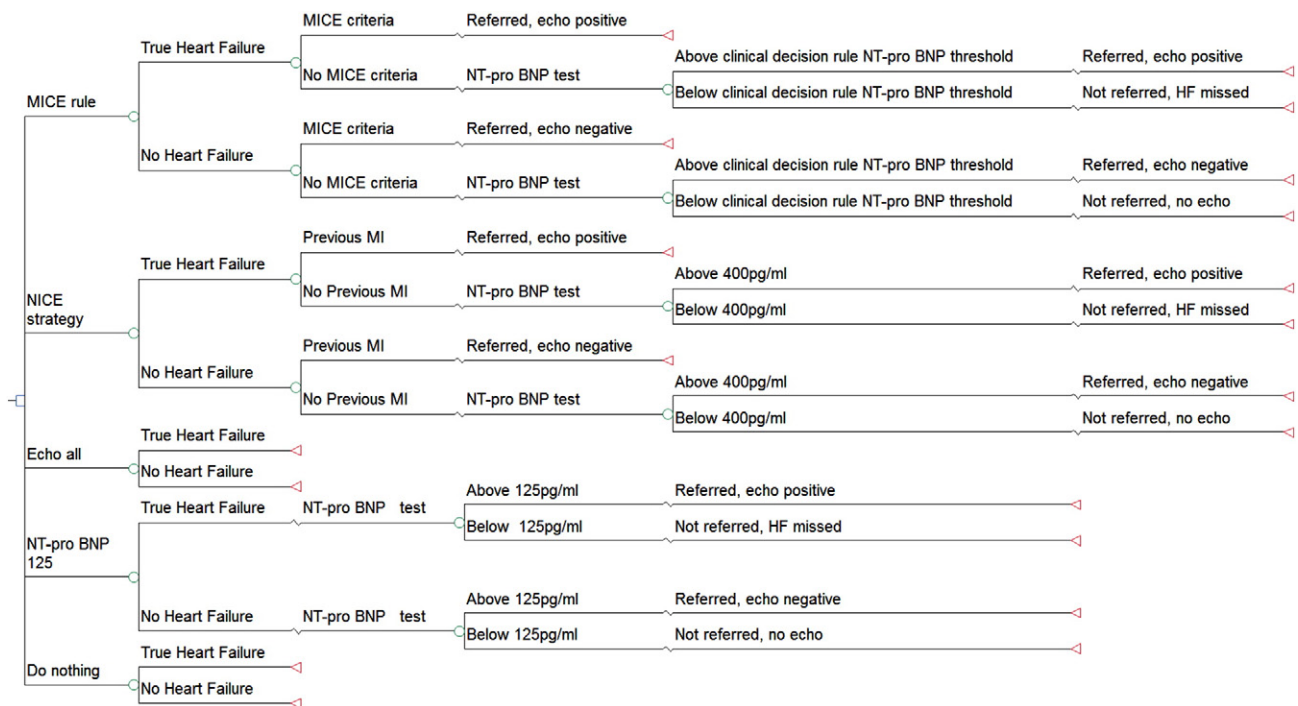 MICE criteria Referred, echo positive
True Heart Failure
Above clinical decision rule NT-pro BNP threshold Referred, echo positive
No MICE criteria NT-pro BNP test
Below clinical decision rule NT-pro BNP threshold Not referred, HF missed
MICE rule
MICE criteria Referred, echo negative
No Heart Failure
Above clinical decision rule NT-pro BNP threshold Referred, echo negative
No MICE criteria NT-pro BNP test
Below clinical decision rule NT-pro BNP threshold Not referred, no echo
Previous MI Referred, echo positive
True Heart Failure
Above 400pg/ml Referred, echo positive
No Previous MI NT-pro BNP test
Below 400pg/ml Not referred, HF missed
NICE
strategy
Previous MI Referred, echo negative
No Heart Failure
Above 400pg/ml Referred, echo negative
No Previous MI NT-pro BNP test
Below 400pg/ml Not referred, no echo
True Heart Failure
Echo all
No Heart Failure
Above 125pg/ml Referred, echo positive
True Heart Failure NT-pro BNP test
Below 125pg/ml Not referred, HF missed
NT-pro BNP
125
Above 125pg/ml Referred, echo negative
No Heart Failure NT-pro BNP test
Below 125pg/ml Not referred, no echo
True Heart Failure
Do nothing
No Heart Failure